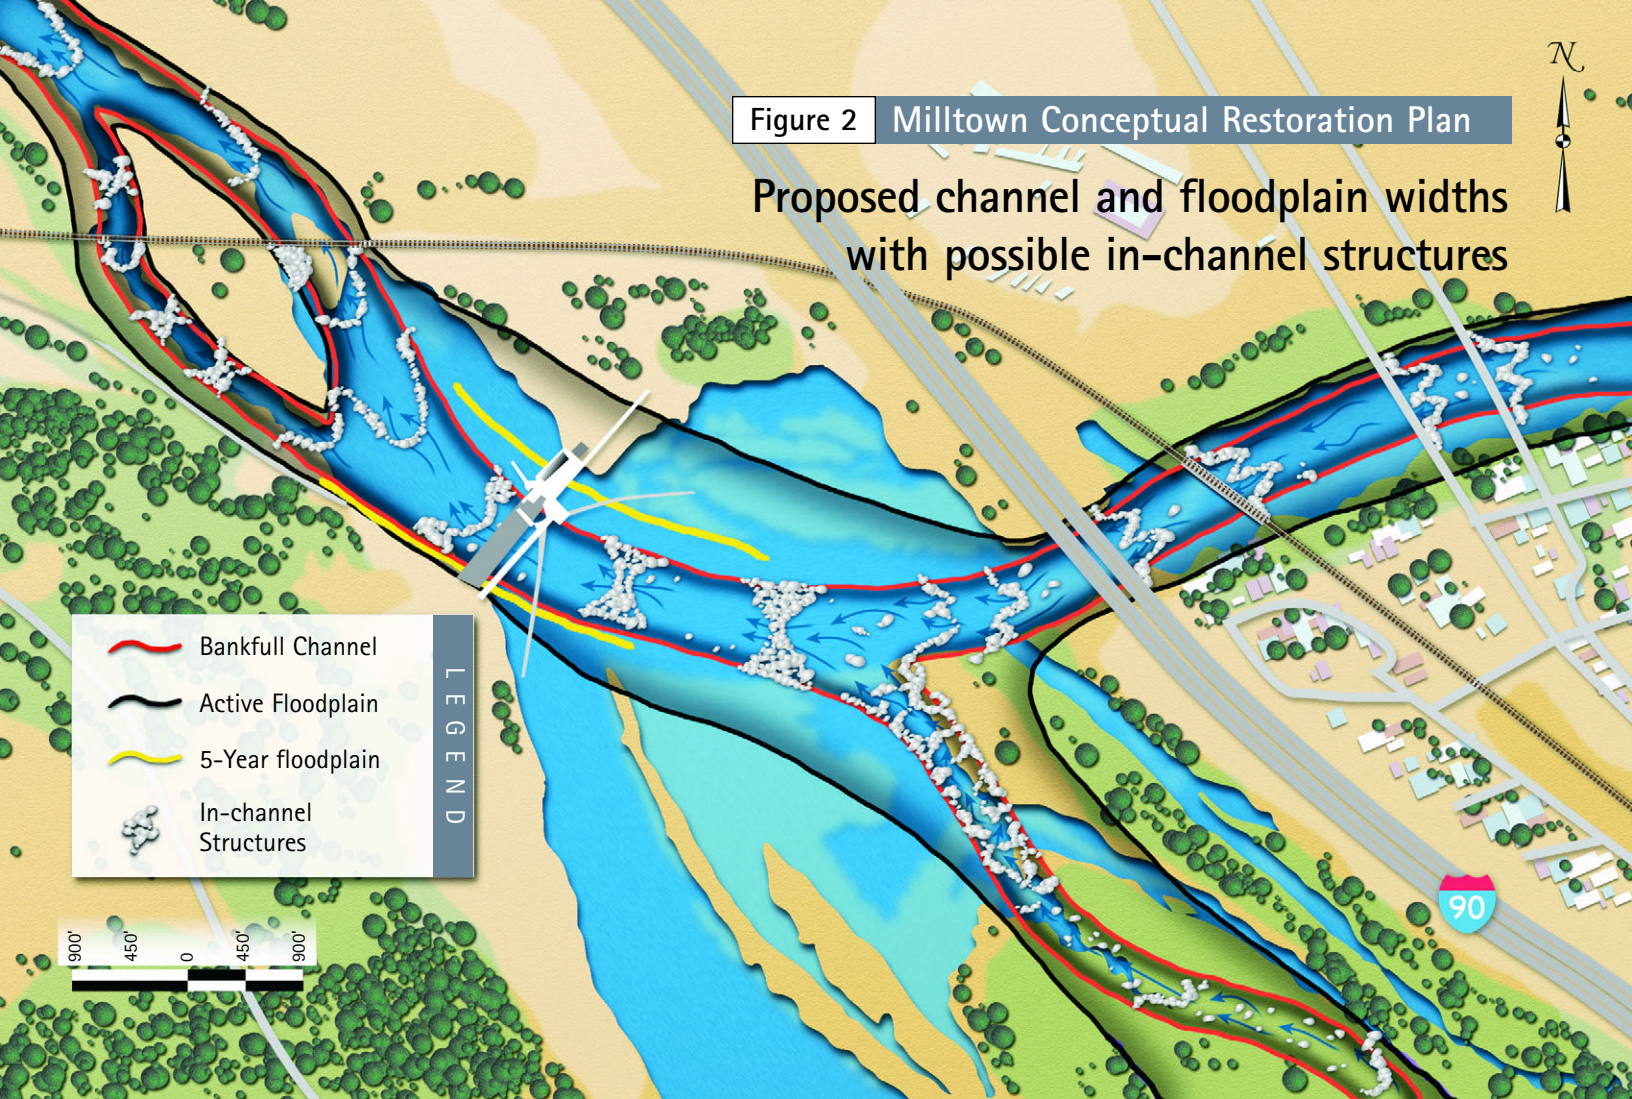 N
Figure 2 Milltown Conceptual Restoration Plan
Proposed channel and floodplain widths
with possible in-channel structures
Bankfull Channel
Active Floodplain
5-Year floodplain
In-channel
Structures
LEGEND
900' 450' 0 450' 900'
90